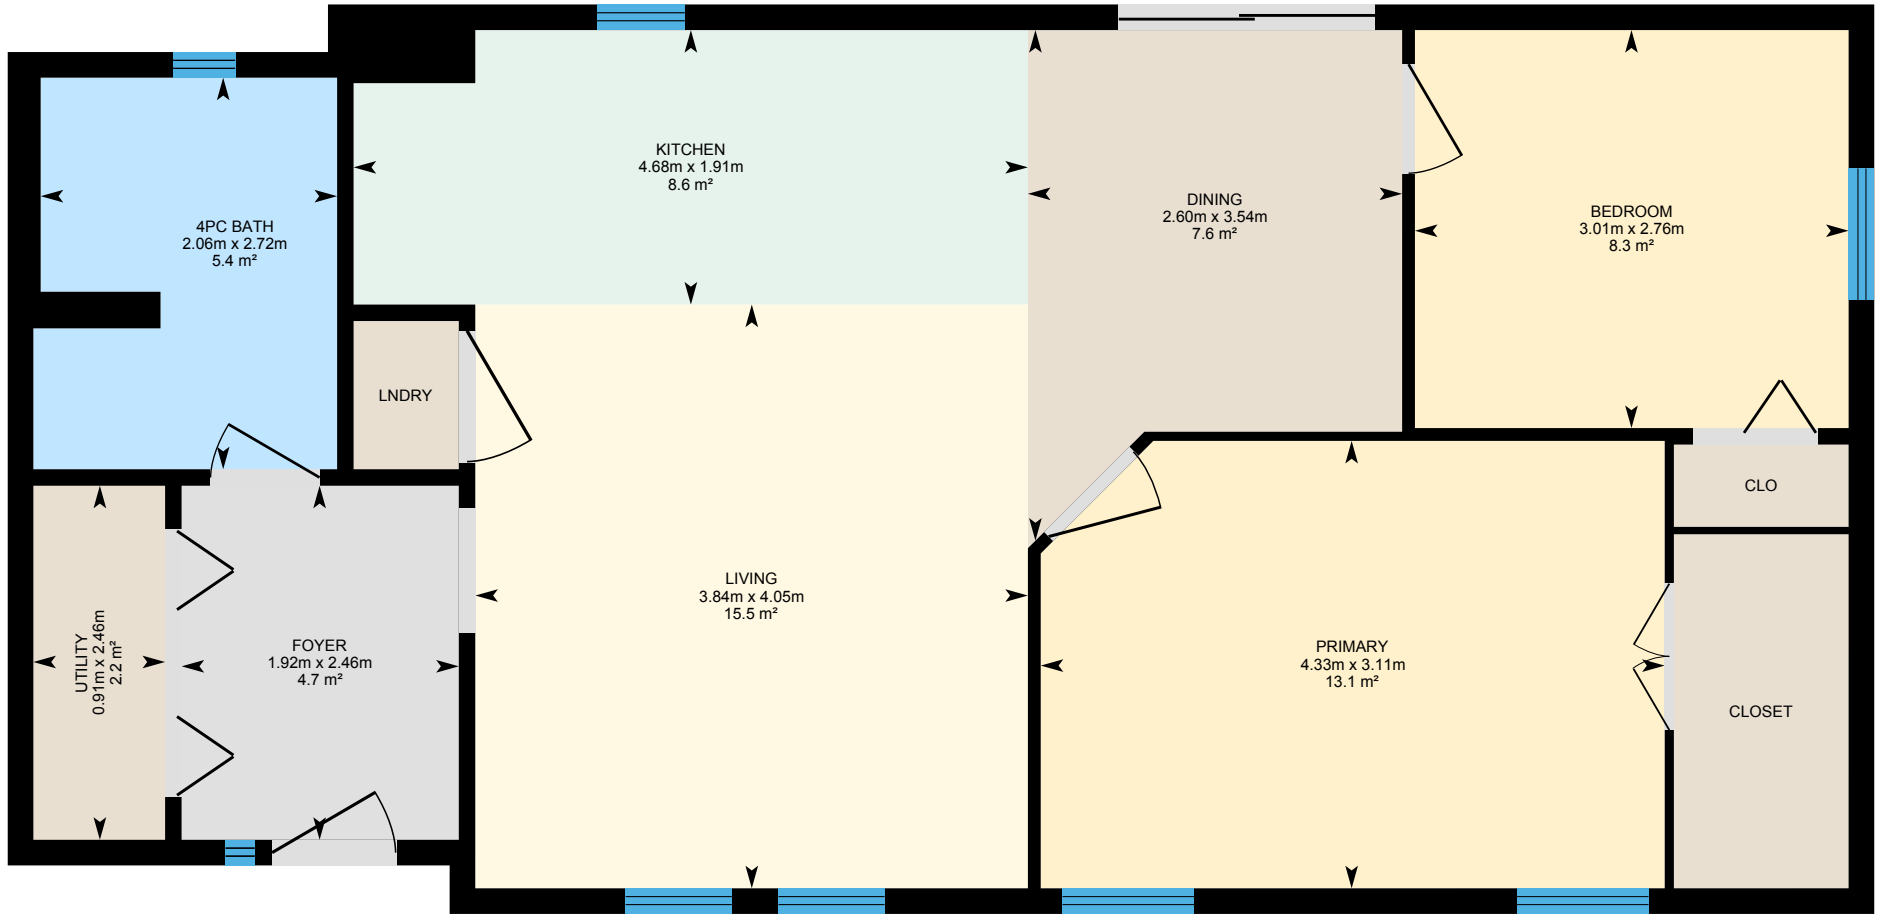 KITCHEN
4.68m x 1.91m
8.6 m²
4PC BATH
2.06m x 2.72m
5.4 m²
DINING
2.60m x 3.54m
7.6 m²
BEDROOM
3.01m x 2.76m
8.3 m²
LNDRY
CLO
LIVING
3.84m x 4.05m
15.5 m²
UTILITY
0.91m x 2.46m
2.2 m²
FOYER
1.92m x 2.46m
4.7 m²
PRIMARY
4.33m x 3.11m
13.1 m²
CLOSET